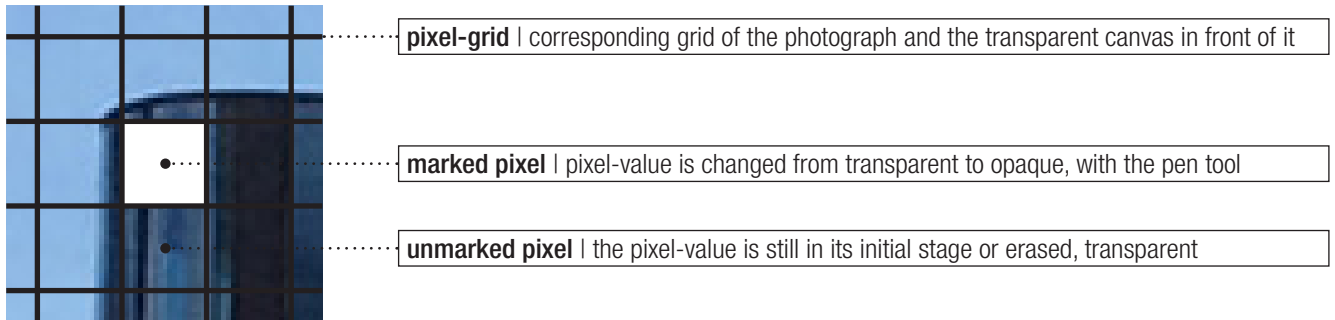 pixel-grid | corresponding grid of the photograph and the transparent canvas in front of it
marked pixel | pixel-value is changed from transparent to opaque, with the pen tool
unmarked pixel | the pixel-value is still in its initial stage or erased, transparent